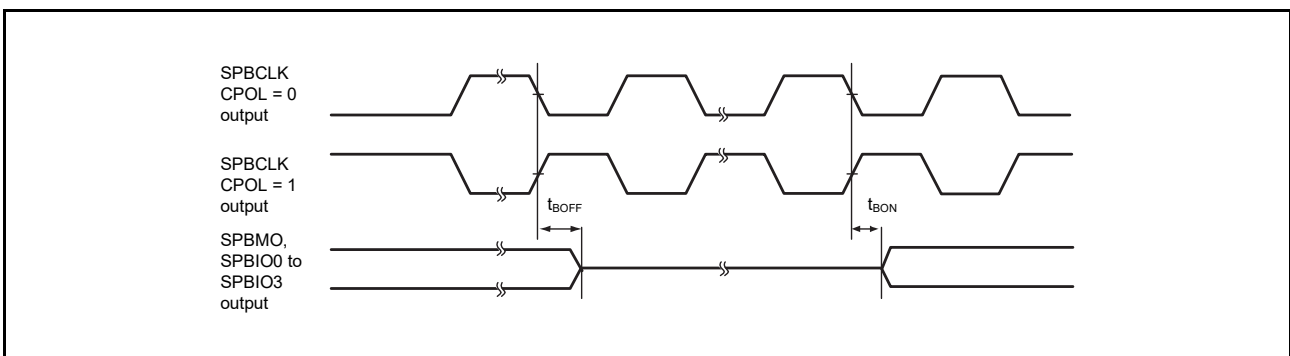 SPBCLK
CPOL = 0
output
SPBCLK
CPOL = 1
output
tBOFF
tBON
SPBMO,
SPBIO0 to
SPBIO3
output